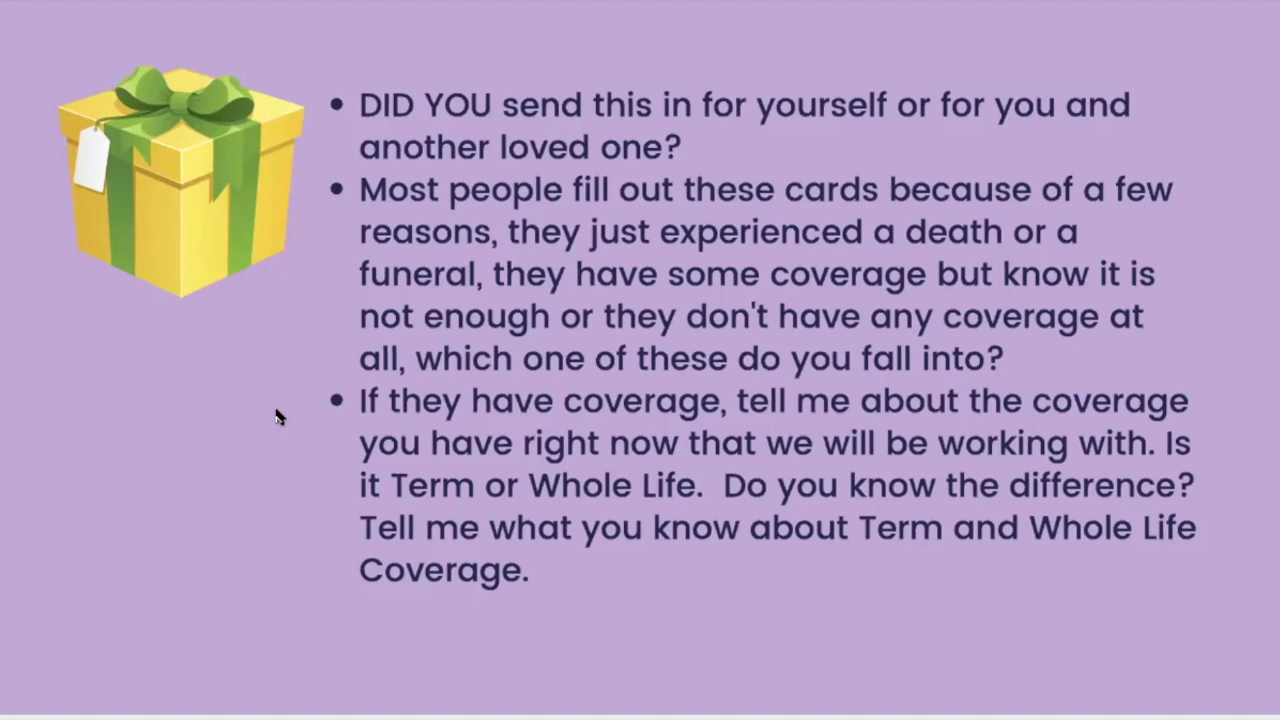 • DID YOU send this in for yourself or for you and
another loved one?
• Most people fill out these cards because of a few
reasons, they just experienced a death or a
funeral, they have some coverage but know it is
not enough or they don't have any coverage at
all, which one of these do you fall into?
• If they have coverage, tell me about the coverage
you have right now that we will be working with. Is
it Term or Whole Life.  Do you know the difference?
Tell me what you know about Term and Whole Life
Coverage.